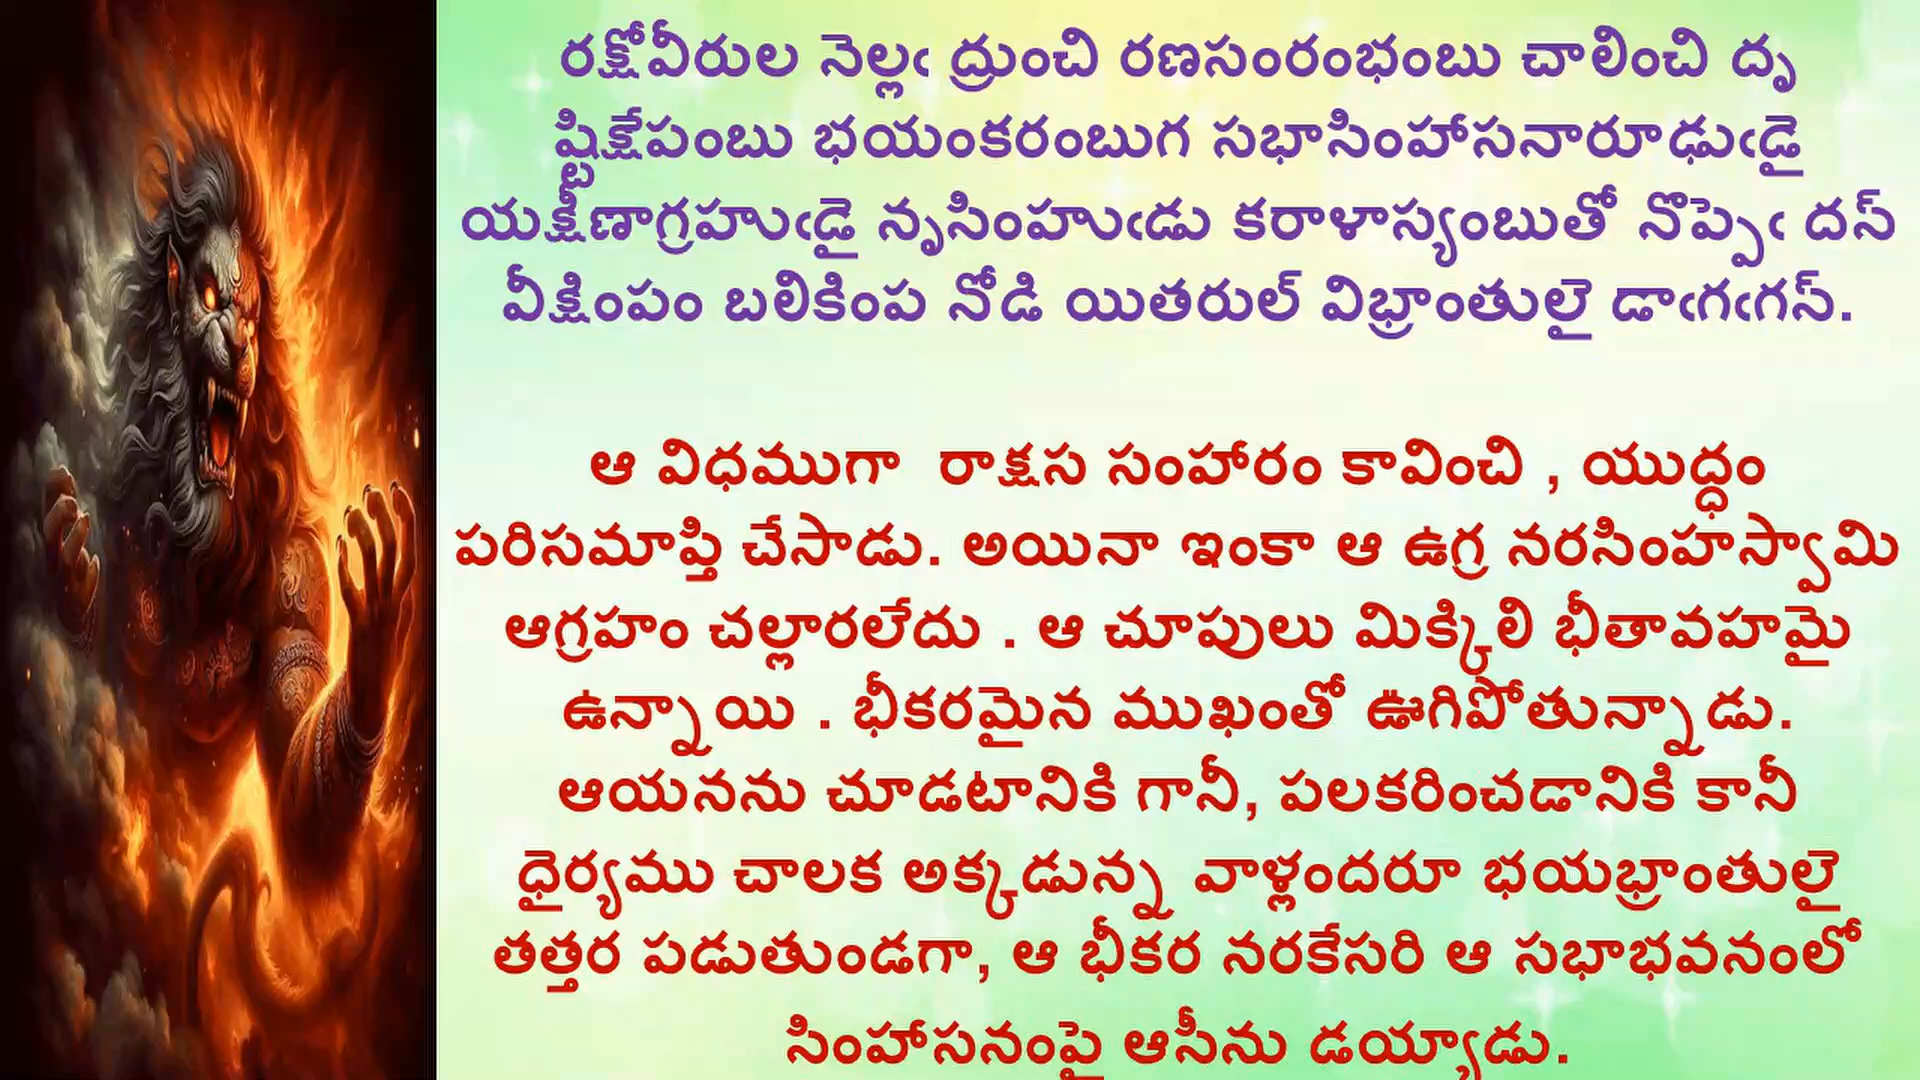 రక్షోవీరుల నెల్లఁ ద్రుంచి రణసంరంభంబు చాలించి దృ
ష్టిక్షేపంబు భయంకరంబుగ సభాసింహాసనారూఢుఁడై
యక్షీణాగ్రహుఁడై నృసింహుఁడు కరాళాస్యంబుతో నొప్పెఁ దన్
వీక్షింపం బలికింప నోడి యితరుల్ విభ్రాంతులై డాఁగఁగన్.
ఆ విధముగా రాక్షస సంహారం కావించి , యుద్ధం
పరిసమాప్తి చేసాడు. అయినా ఇంకా ఆ ఉగ్ర నరసింహస్వామి
ఆగ్రహం చల్లారలేదు . ఆ చూపులు మిక్కిలి భీతావహమై
ఉన్నాయి . భీకరమైన ముఖంతో ఊగిపోతున్నాడు.
ఆయనను చూడటానికి గానీ, పలకరించడానికి కానీ
ధైర్యము చాలక అక్కడున్న వాళ్లందరూ భయభ్రాంతులై
తత్తర పడుతుండగా, ఆ భీకర నరకేసరి ఆ సభాభవనంలో
సింహాసనంపై ఆసీను డయ్యాడు.